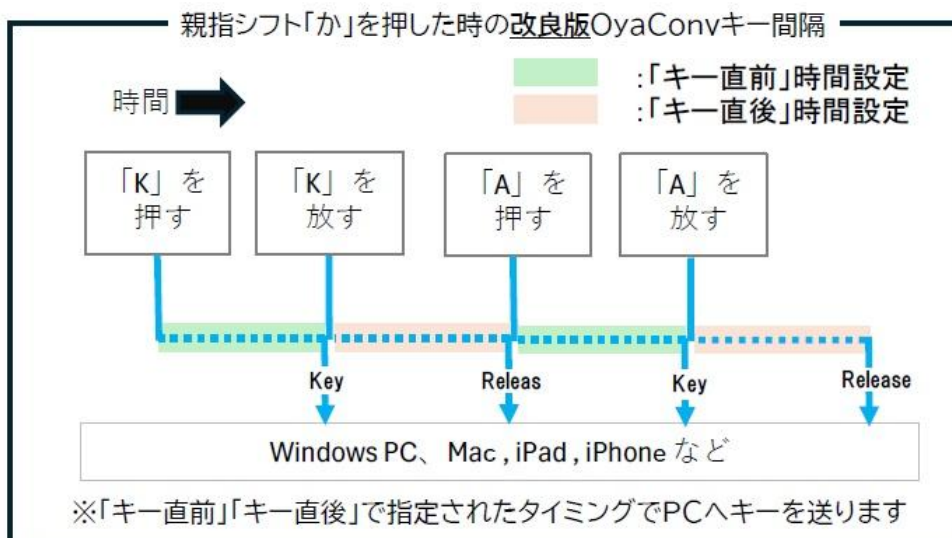 親指シフト「か」を押した時の改良版OyaConvキー間隔
:「キー直前」時間設定
時間
:「キー直後」時間設定
「K」を
押す
「K」を
放す
「A」を
押す
「A」を
放す
Key
Releas
Key
Release
Windows PC、Mac , iPad , iPhone など
※「キー直前」「キー直後」で指定されたタイミングでPCへキーを送ります